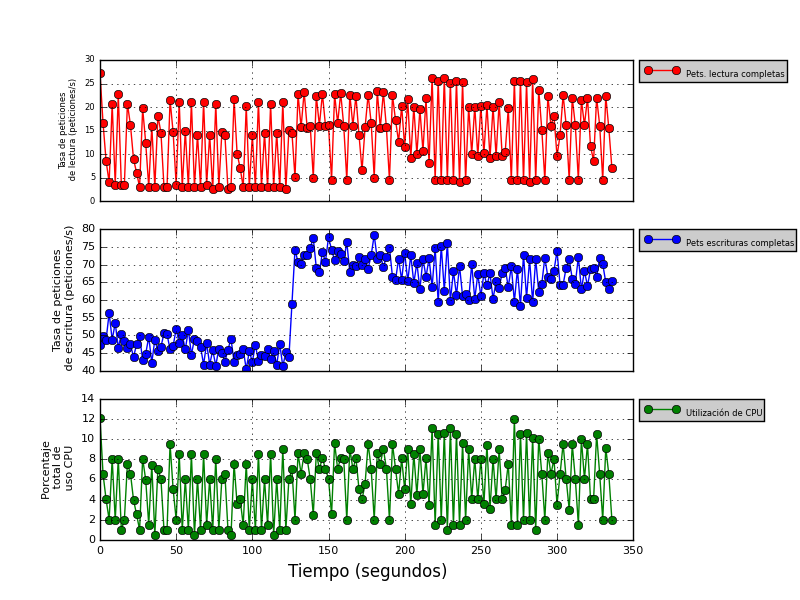 30
25
20
15
10
5
0
Tasa de peticiones
de lectura (peticiones/s)
Pets. lectura completas
80
75
70
65
60
55
50
45
40
Tasa de peticiones
de escritura (peticiones/s)
Pets escrituras completas
14
12
10
8
6
4
2
0
Porcentaje
total de
uso CPU
Utilización de CPU
0 50 100 150 200 250 300 350
Tiempo (segundos)